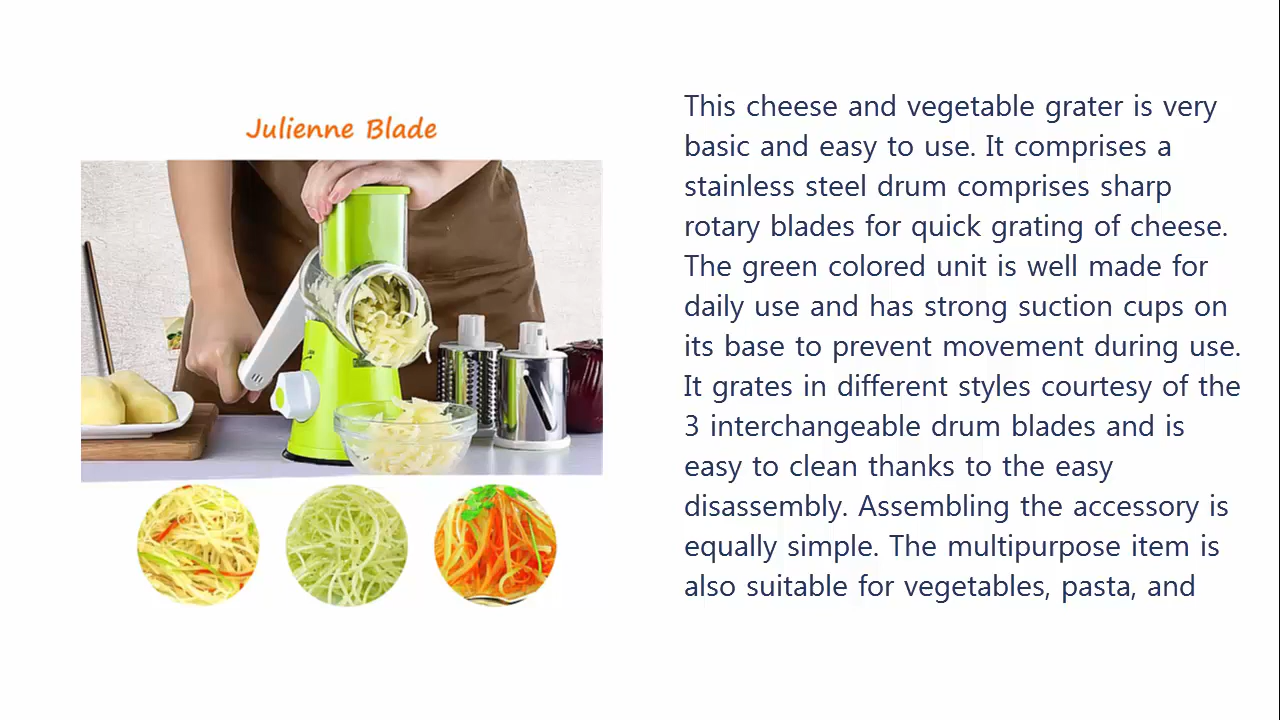 Julienne Blade
This cheese and vegetable grater is very
basic and easy to use. It comprises a
stainless steel drum comprises sharp
rotary blades for quick grating of cheese.
The green colored unit is well made for
daily use and has strong suction cups on
its base to prevent movement during use.
It grates in different styles courtesy of the
3 interchangeable drum blades and is
easy to clean thanks to the easy
disassembly. Assembling the accessory is
equally simple. The multipurpose item is
also suitable for vegetables, pasta, and